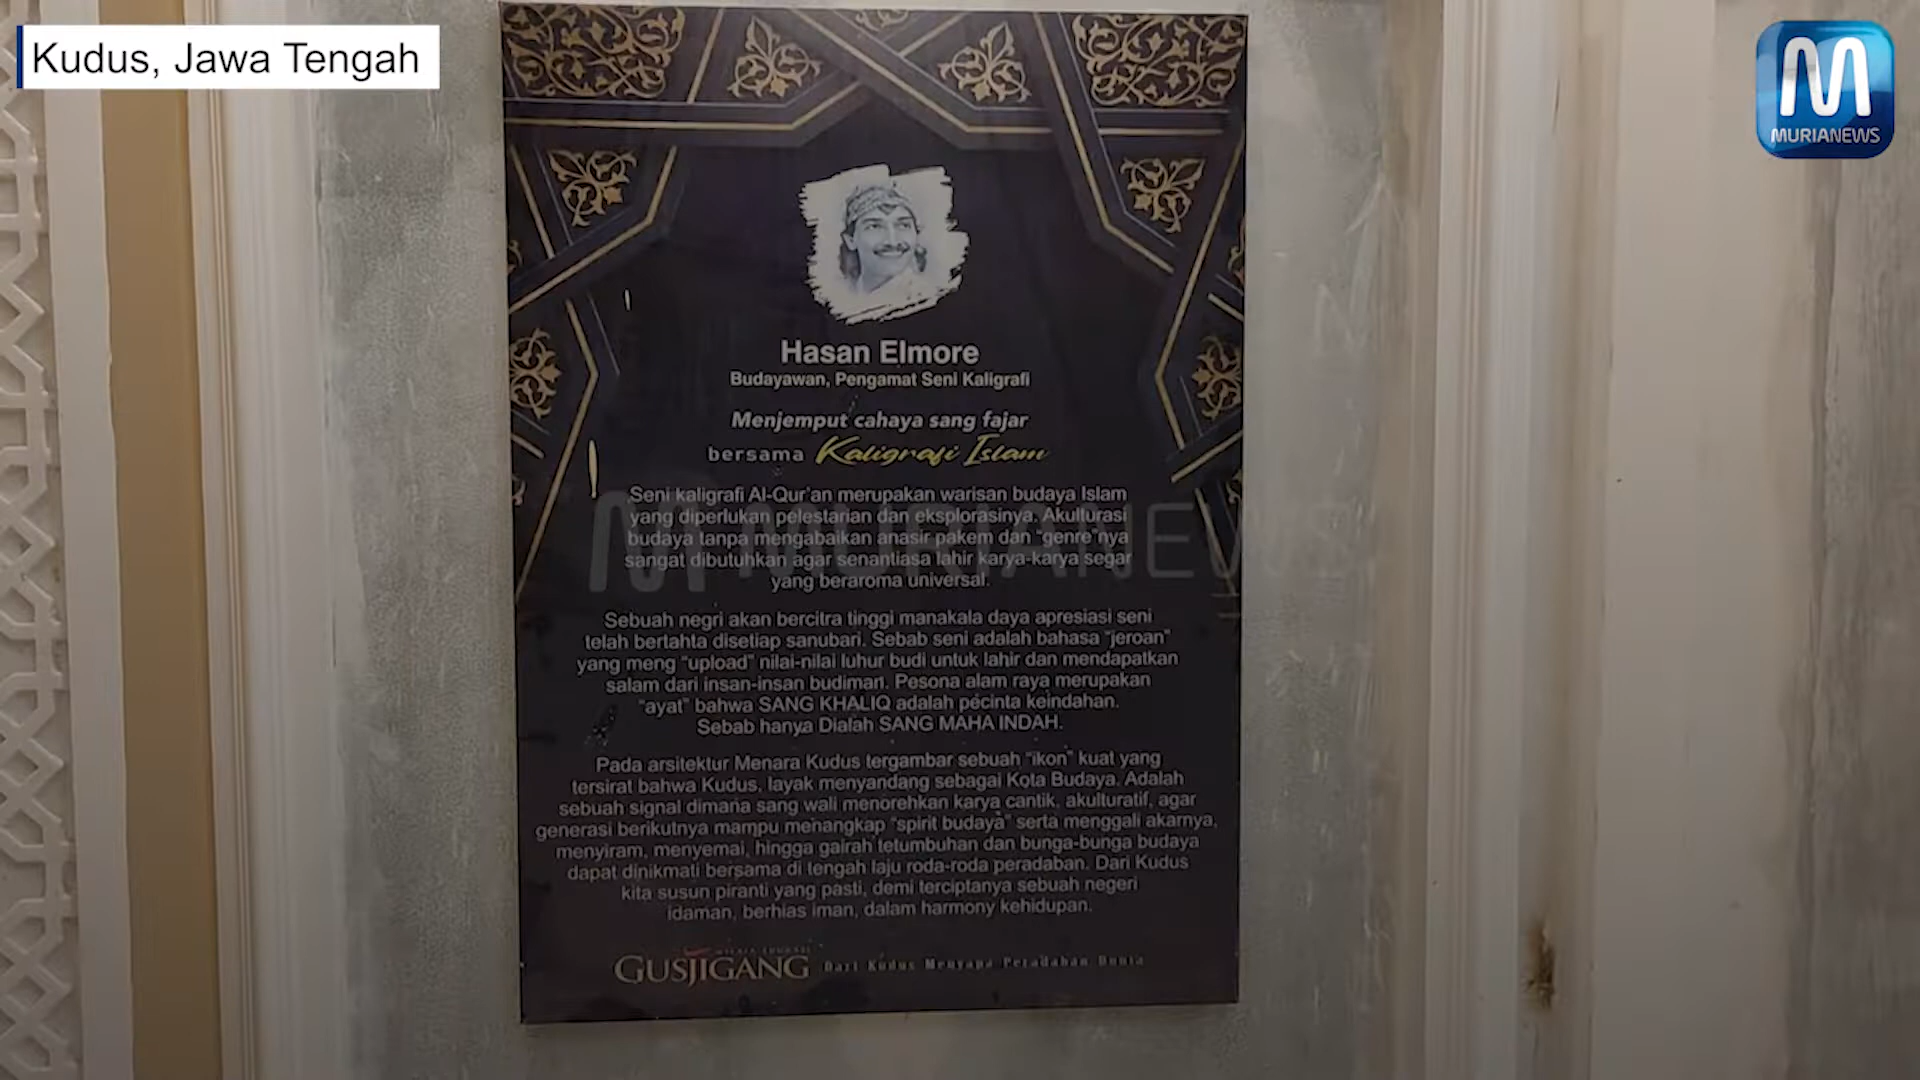 Kudus, Jawa Tengah
MURIANEWS
Hasan Elmore
Budayawan, Pengamat Seni Kaligrafi
Menjemput cahaya sang fajar
bersama Kaligrafi Islam
Seni kaligrafi Al-Qur'an merupakan warisan budaya Islam
yang diperlukan pelestarian dan eksplorasinya. Akulturasi
budaya tanpa mengabaikan anasir pakem dan "genre"nya
sangat dibutuhkan agar senantiasa lahir karya-karya segar
yang beraroma universal.
MURIANEWS
Sebuah negri akan bercitra tinggi manakala daya apresiasi seni
telah bertahta disetiap sanubari. Sebab seni adalah bahasa "jeroan"
yang meng "upload" nilai-nilai luhur budi untuk lahir dan mendapatkan
salam dari insan-insan budiman. Pesona alam raya merupakan
"ayat" bahwa SANG KHALIQ adalah pecinta keindahan.
Sebab hanya Dialah SANG MAHA INDAH.
Pada arsitektur Menara Kudus tergambar sebuah "ikon" kuat yang
tersirat bahwa Kudus, layak menyandang sebagai Kota Budaya. Adalah
sebuah signal dimana sang wali menorehkan karya cantik, akulturatif, agar
generasi berikutnya mampu menangkap "spirit budaya" serta menggali akarnya,
menyiram, menyemai, hingga gairah tetumbuhan dan bunga-bunga budaya
dapat dinikmati bersama di tengah laju roda-roda peradaban. Dari Kudus
kita susun piranti yang pasti, demi terciptanya sebuah negeri
idaman, berhias iman, dalam harmony kehidupan.
GUSJIGANG Dari Kudus Menyapa Peradaban Dunia